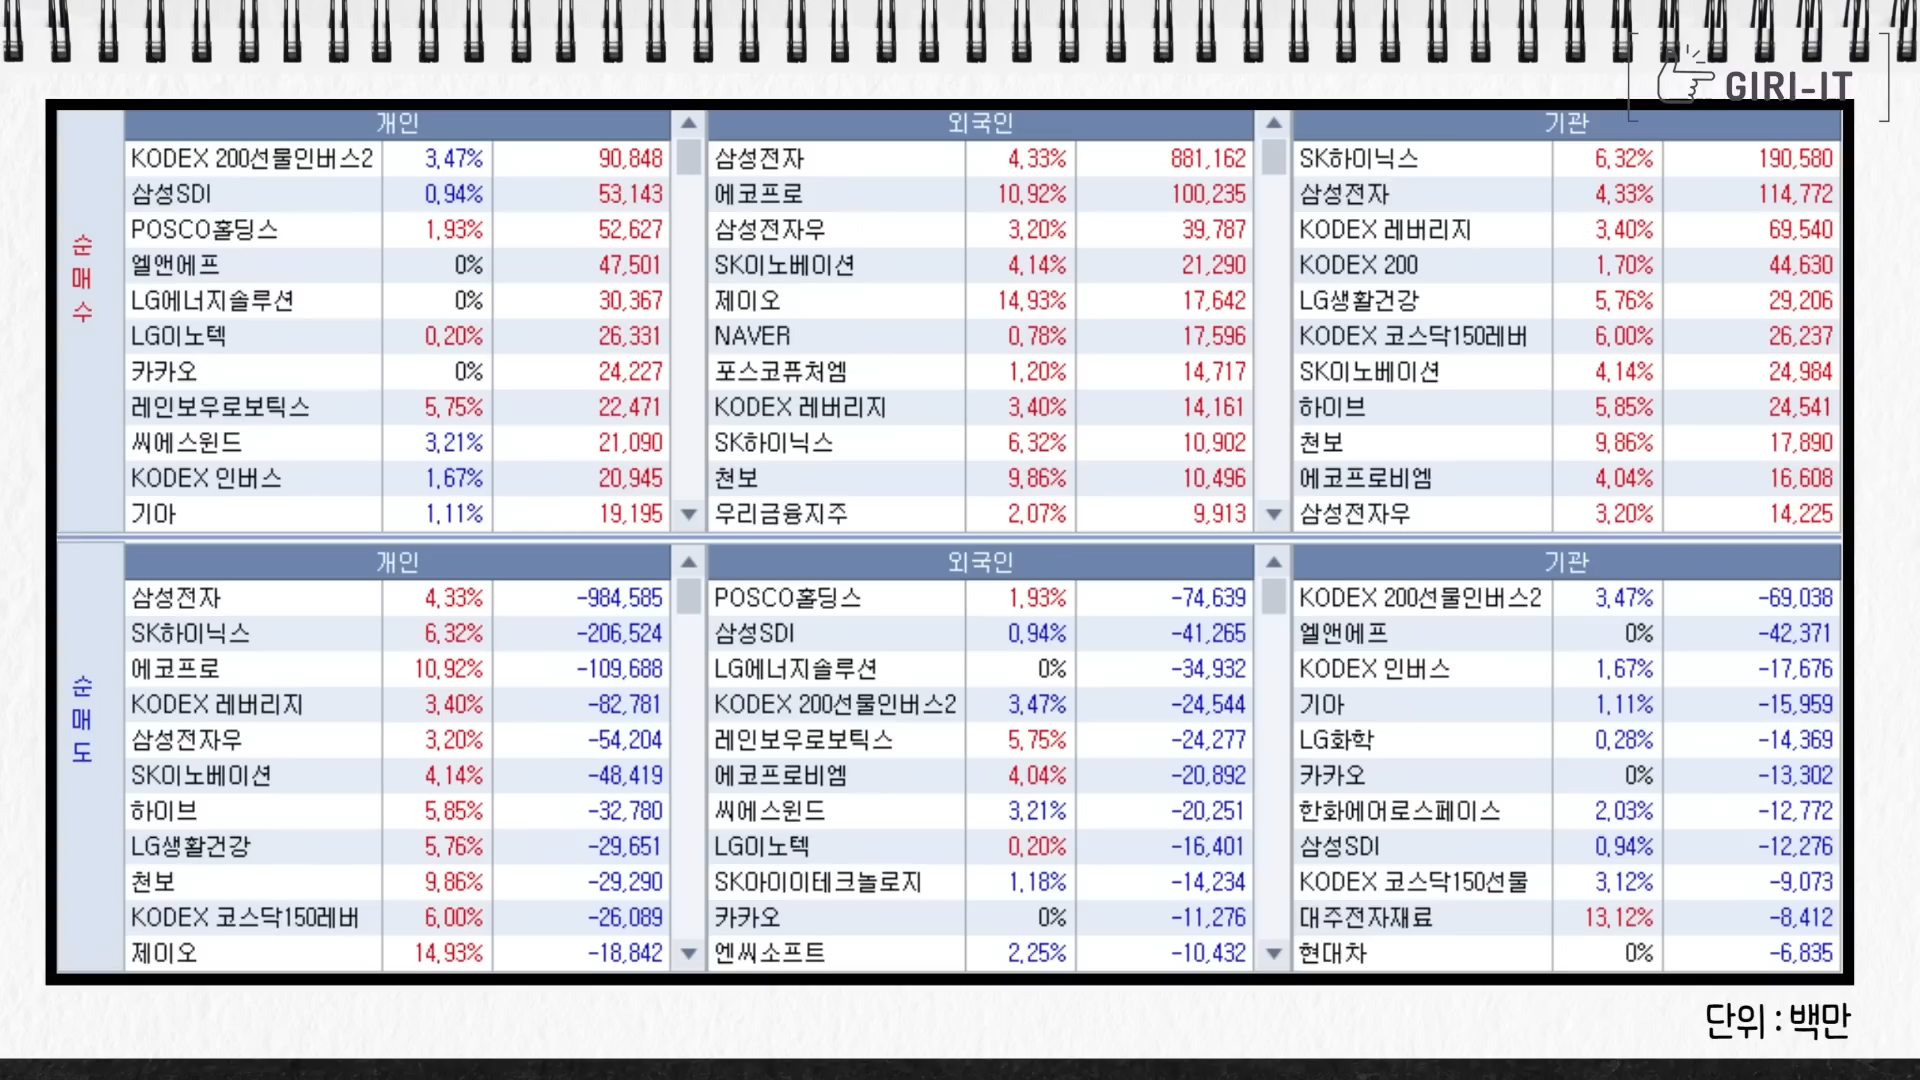 GIRI-IT
개인 외국인 기관
순매수
KODEX 200선물인버스2 3,47% 90,848 삼성전자 4,33% 881,162 SK하이닉스 6,32% 190,580
삼성SDI 0,94% 53,143 에코프로 10,92% 100,235 삼성전자 4,33% 114,772
POSCO홀딩스 1,93% 52,627 삼성전자우 3,20% 39,787 KODEX 레버리지 3,40% 69,540
엘앤에프 0% 47,501 SK이노베이션 4,14% 21,290 KODEX 200 1,70% 44,630
LG에너지솔루션 0% 30,367 제이오 14,93% 17,642 LG생활건강 5,76% 29,206
LG이노텍 0,20% 26,331 NAVER 0,78% 17,596 KODEX 코스닥150레버 6,00% 26,237
카카오 0% 24,227 포스코퓨처엠 1,20% 14,717 SK이노베이션 4,14% 24,984
레인보우로보틱스 5,75% 22,471 KODEX 레버리지 3,40% 14,161 하이브 5,85% 24,541
씨에스윈드 3,21% 21,090 SK하이닉스 6,32% 10,902 천보 9,86% 17,890
KODEX 인버스 1,67% 20,945 천보 9,86% 10,496 에코프로비엠 4,04% 16,608
기아 1,11% 19,195 우리금융지주 2,07% 9,913 삼성전자우 3,20% 14,225
개인 외국인 기관
순매도
삼성전자 4,33% -984,585 POSCO홀딩스 1,93% -74,639 KODEX 200선물인버스2 3,47% -69,038
SK하이닉스 6,32% -206,524 삼성SDI 0,94% -41,265 엘앤에프 0% -42,371
에코프로 10,92% -109,688 LG에너지솔루션 0% -34,932 KODEX 인버스 1,67% -17,676
KODEX 레버리지 3,40% -82,781 KODEX 200선물인버스2 3,47% -24,544 기아 1,11% -15,959
삼성전자우 3,20% -54,204 레인보우로보틱스 5,75% -24,277 LG화학 0,28% -14,369
SK이노베이션 4,14% -48,419 에코프로비엠 4,04% -20,892 카카오 0% -13,302
하이브 5,85% -32,780 씨에스윈드 3,21% -20,251 한화에어로스페이스 2,03% -12,772
LG생활건강 5,76% -29,651 LG이노텍 0,20% -16,401 삼성SDI 0,94% -12,276
천보 9,86% -29,290 SK아이이테크놀로지 1,18% -14,234 KODEX 코스닥150선물 3,12% -9,073
KODEX 코스닥150레버 6,00% -26,089 카카오 0% -11,276 대주전자재료 13,12% -8,412
제이오 14,93% -18,842 엔씨소프트 2,25% -10,432 현대차 0% -6,835
단위 : 백만